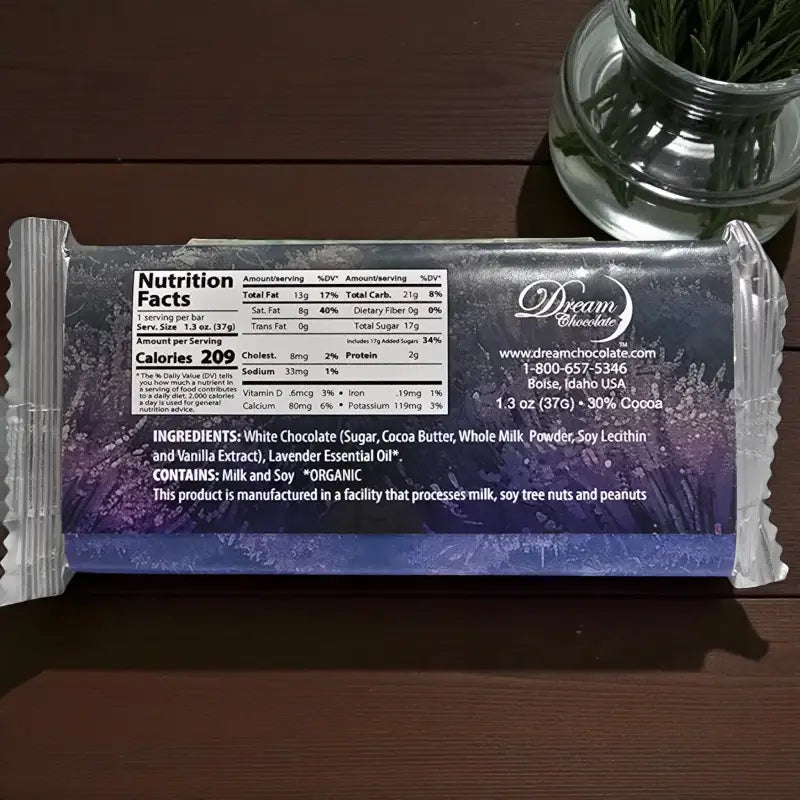 Nutrition
Facts
1 serving per bar
Serv. Size 1.3 oz. (37g)
Amount per Serving
Calories 209
*The % Daily Value (DV) tells
you how much a nutrient in
a serving of food contributes
to a daily diet. 2,000 calories
a day is used for general
nutrition advice.
Amount/serving %DV* Amount/serving %DV*
Total Fat 13g 17% Total Carb. 21g 8%
Sat. Fat 8g 40% Dietary Fiber 0g 0%
Trans Fat 0g Total Sugar 17g
Includes 17g Added Sugars 34%
Cholest. 8mg 2% Protein 2g
Sodium 33mg 1%
Vitamin D .6mcg 3% • Iron .19mg 1%
Calcium 80mg 6% • Potassium 119mg 3%
Dream
Chocolate
TM
www.dreamchocolate.com
1-800-657-5346
Boise, Idaho USA
1.3 oz (37G) • 30% Cocoa
INGREDIENTS: White Chocolate (Sugar, Cocoa Butter, Whole Milk Powder, Soy Lecithin
and Vanilla Extract), Lavender Essential Oil*.
CONTAINS: Milk and Soy *ORGANIC
This product is manufactured in a facility that processes milk, soy tree nuts and peanuts